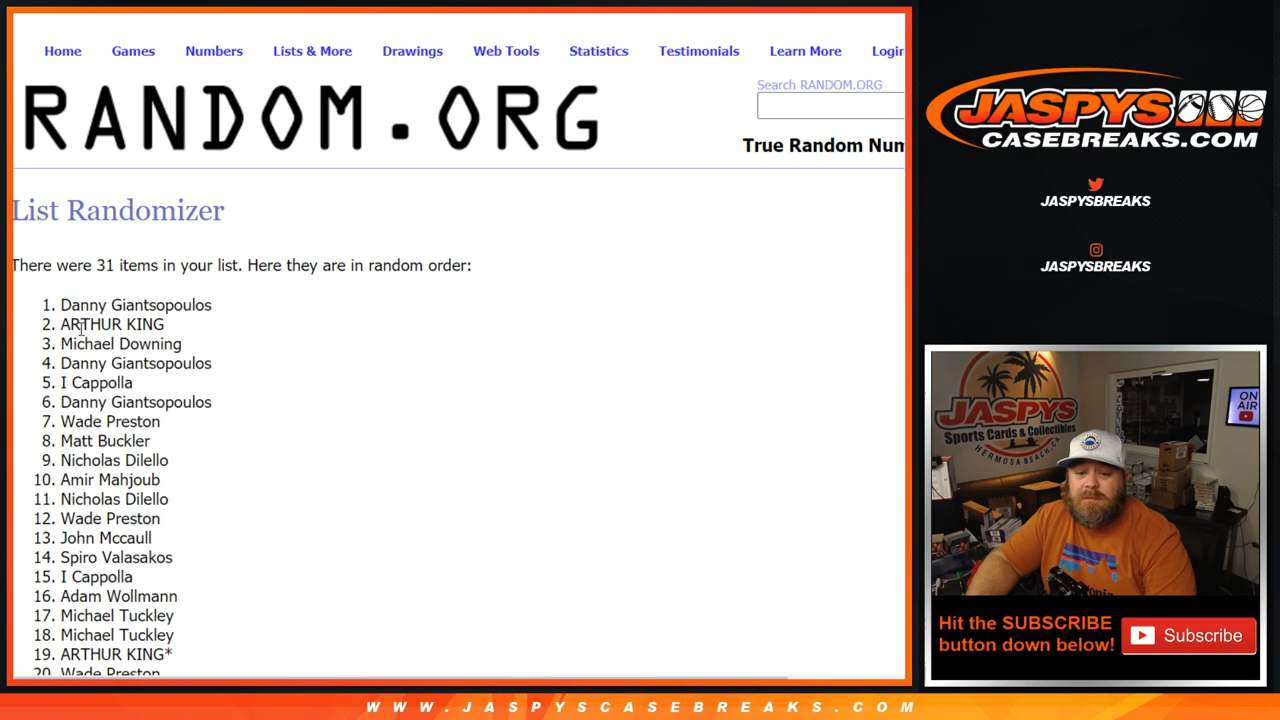 Home Games Numbers Lists & More Drawings Web Tools Statistics Testimonials Learn More Login
RANDOM.ORG
Search RANDOM.ORG
True Random Num
List Randomizer
There were 31 items in your list. Here they are in random order:
1. Danny Giantsopoulos
2. ARTHUR KING
3. Michael Downing
4. Danny Giantsopoulos
5. I Cappolla
6. Danny Giantsopoulos
7. Wade Preston
8. Matt Buckler
9. Nicholas Dilello
10. Amir Mahjoub
11. Nicholas Dilello
12. Wade Preston
13. John Mccaull
14. Spiro Valasakos
15. I Cappolla
16. Adam Wollmann
17. Michael Tuckley
18. Michael Tuckley
19. ARTHUR KING*
20. Wade Preston
JASPYS
CASEBREAKS.COM
JASPYSBREAKS
JASPYSBREAKS
JASPYS
Sports Cards & Collectibles
HERMOSA BEACH, CA
ON
AIR
Hit the SUBSCRIBE
button down below!
Subscribe
WWW.JASPYSCASEBREAKS.COM